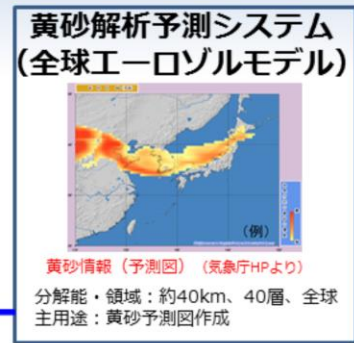 黄砂解析予測システム
(全球エーロゾルモデル)
(例)
黄砂情報（予測図）（気象庁HPより）
分解能・領域：約40km、40層、全球
主用途：黄砂予測図作成